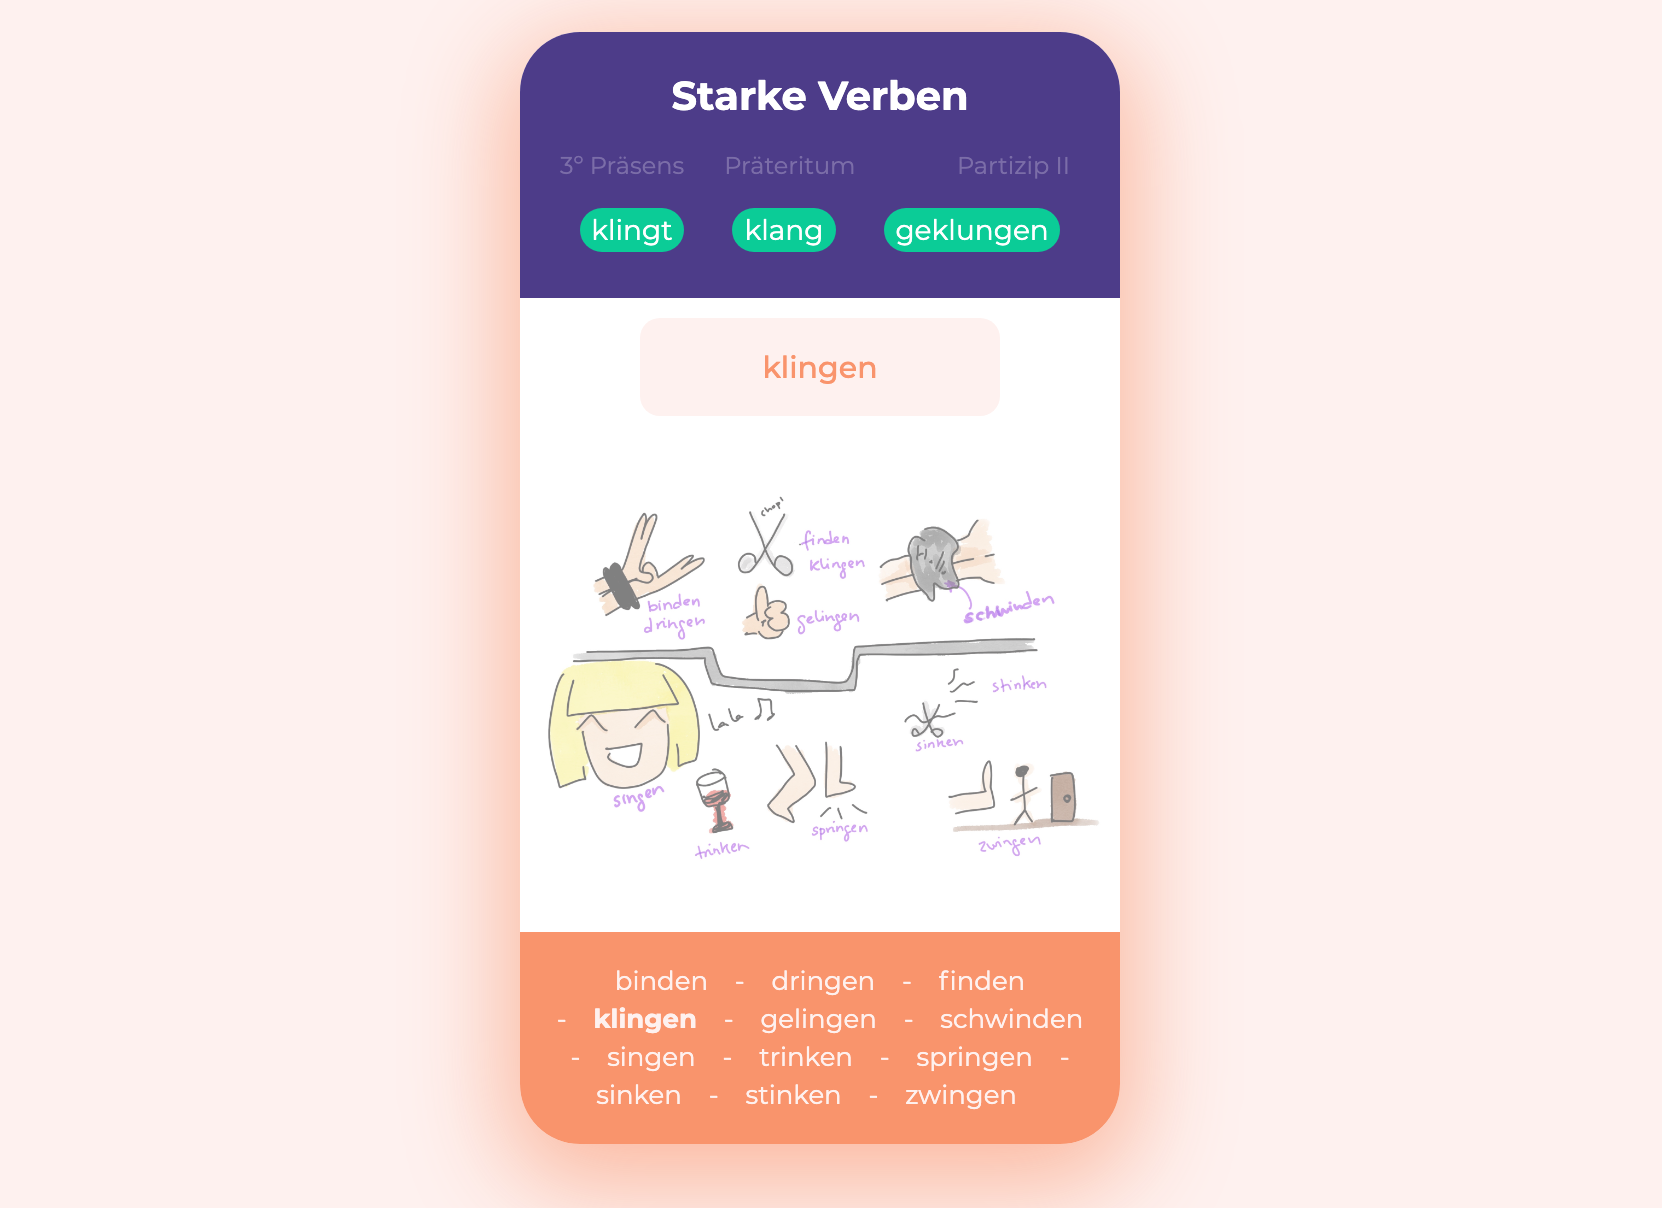 Starke Verben
3º Präsens Präteritum Partizip II
klingt klang geklungen
klingen
chop!
finden
klingen
binden
dringen
gelingen
schwinden
stinken
LaLa
sinken
singen
springen
trinken
zwingen
binden - dringen - finden
- klingen - gelingen - schwinden
- singen - trinken - springen -
sinken - stinken - zwingen